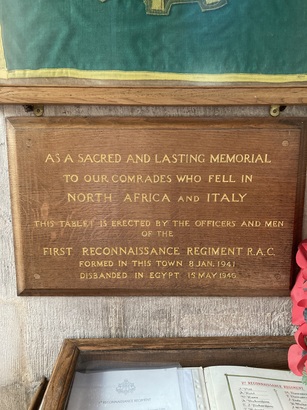 AS A SACRED AND LASTING MEMORIAL
TO OUR COMRADES WHO FELL IN
NORTH AFRICA AND ITALY
THIS TABLET IS ERECTED BY THE OFFICERS AND MEN
OF THE
FIRST RECONNAISSANCE REGIMENT R.A.C.
FORMED IN THIS TOWN 8 JAN. 1941
DISBANDED IN EGYPT 15 MAY 1946